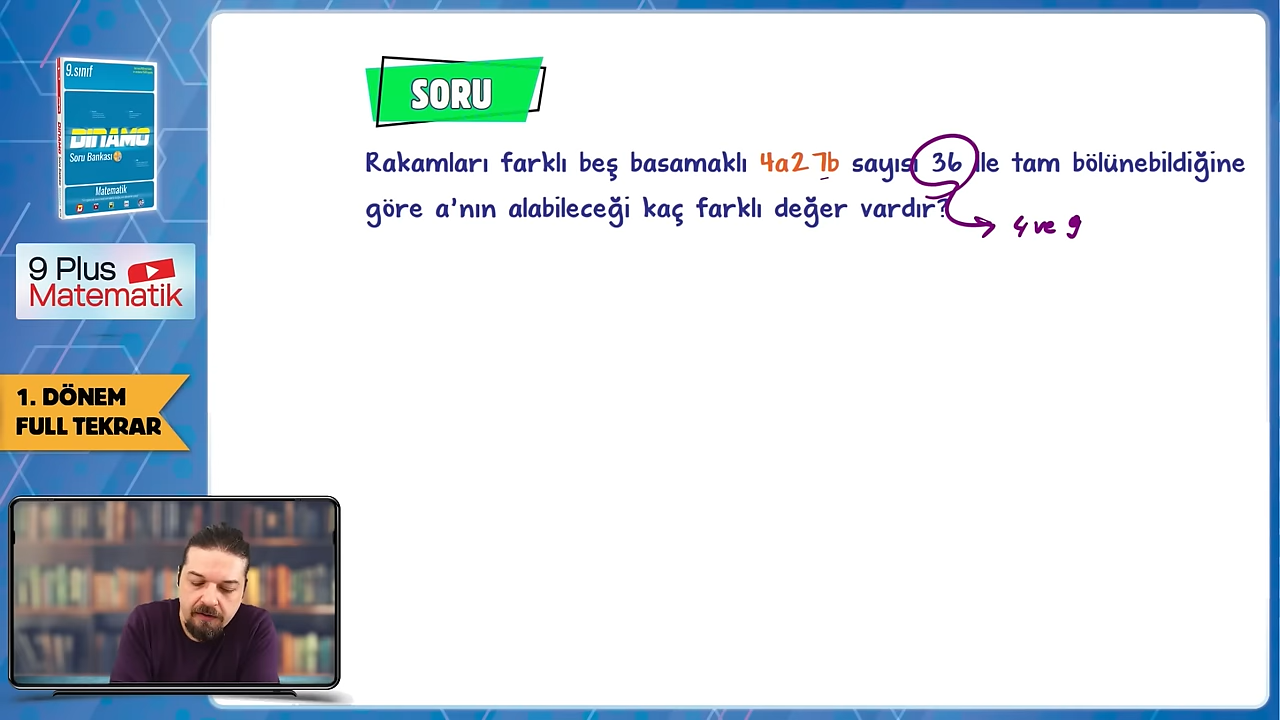 9.sınıf
DİNAMO
Soru Bankası
Matematik
9 Plus
Matematik
1. DÖNEM
FULL TEKRAR
SORU
Rakamları farklı beş basamaklı 4a27b sayısı 36 ile tam bölünebildiğine
göre a'nın alabileceği kaç farklı değer vardır?
4 ve 9